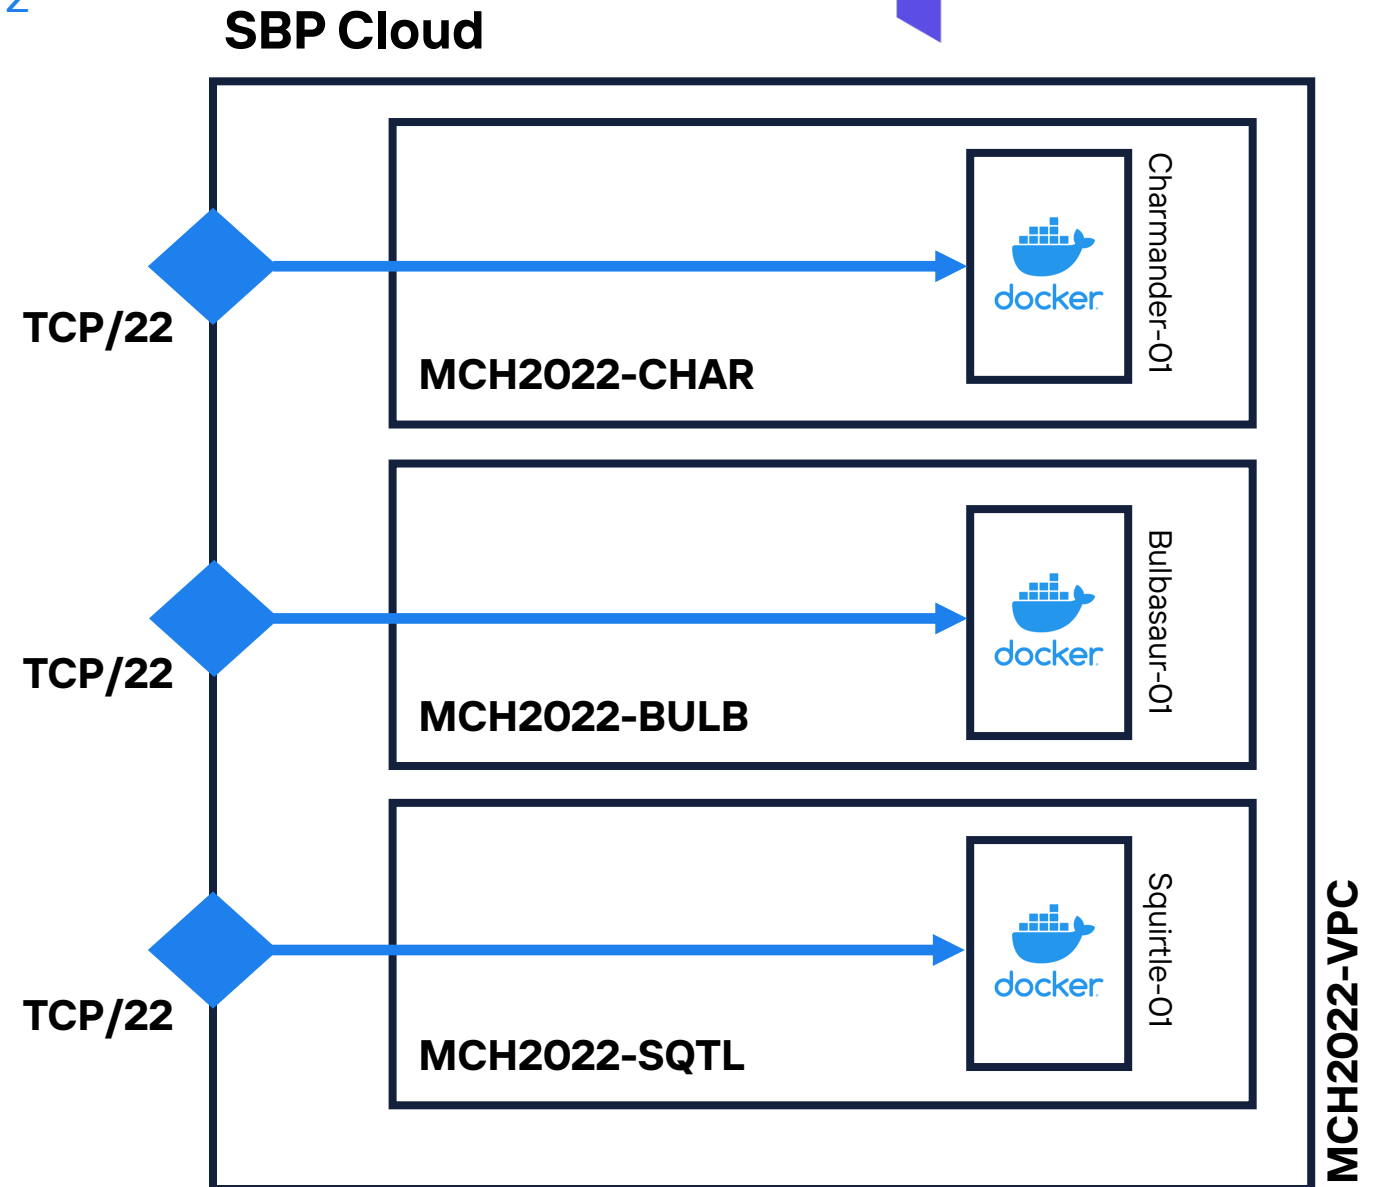 SBP Cloud
Charmander-01
docker
TCP/22
MCH2022-CHAR
Bulbasaur-01
docker
TCP/22
MCH2022-BULB
Squirtle-01
docker
TCP/22
MCH2022-SQTL
MCH2022-VPC